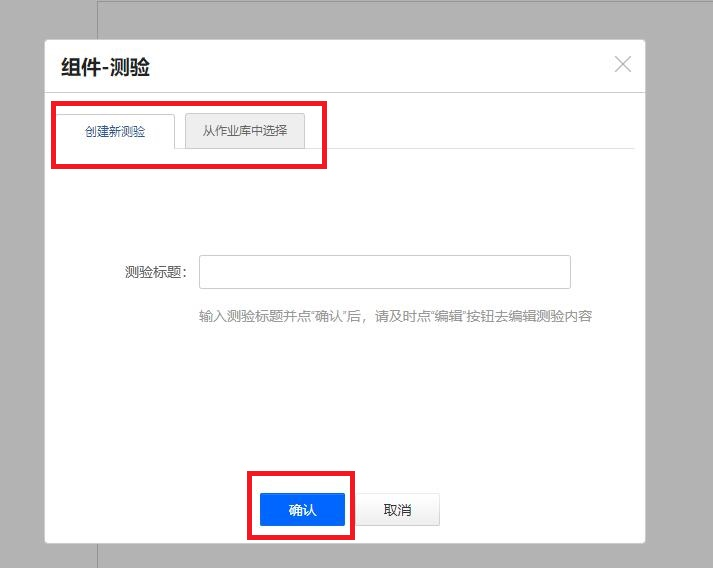 组件-测验
创建新测验 从作业库中选择
测验标题：
输入测验标题并点“确认”后，请及时点“编辑”按钮去编辑测验内容
确认 取消